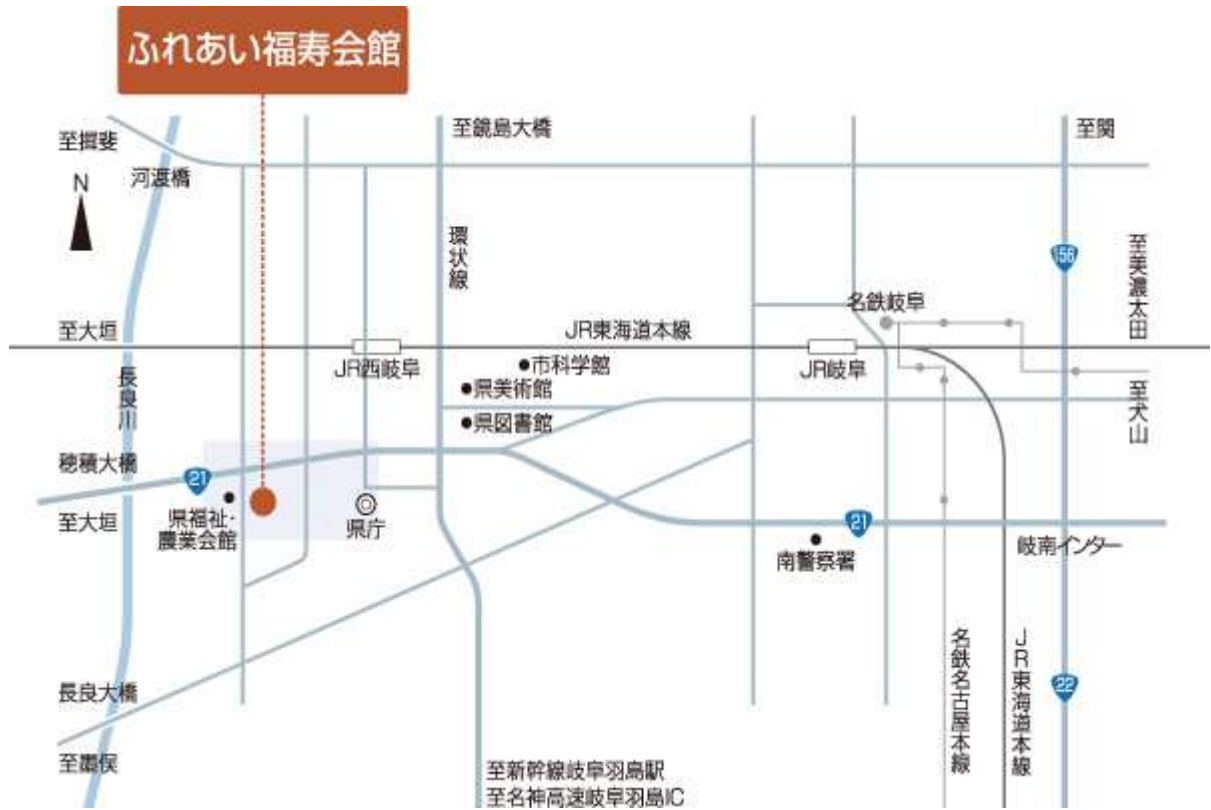 ふれあい福寿会館
至揖斐
至鏡島大橋
至関
河渡橋
N
環状線
156
至美濃太田
名鉄岐阜
至大垣
JR東海道本線
JR西岐阜
市科学館
JR岐阜
県美術館
長良川
至犬山
県図書館
穂積大橋
21
至大垣
県福祉・
農業会館
県庁
21
南警察署
岐南インター
名鉄名古屋本線
JR東海道本線
22
長良大橋
至墨俣
至新幹線岐阜羽島駅
至名神高速岐阜羽島IC